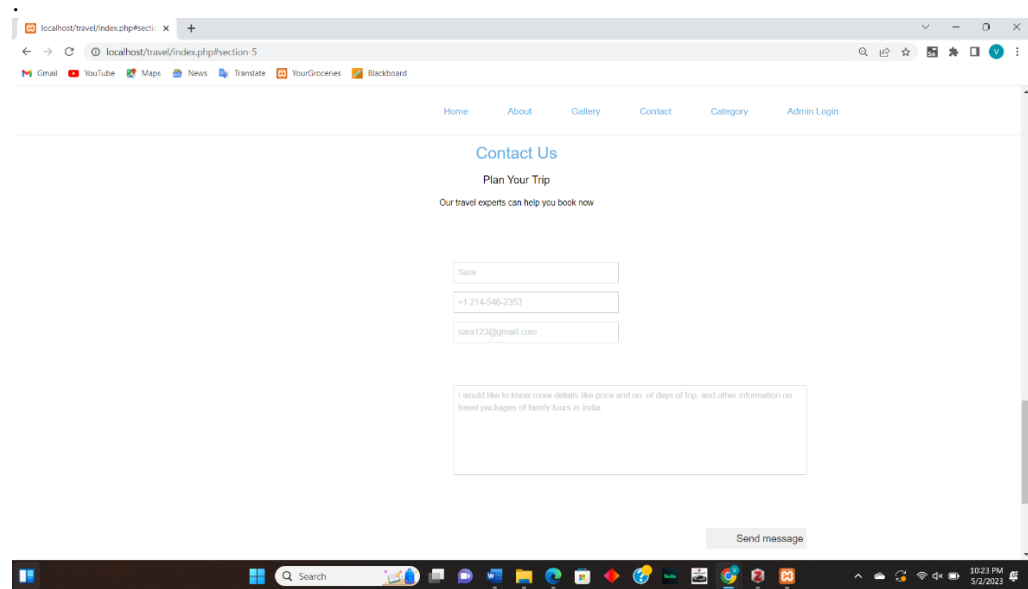 localhost/travel/index.php#sectio
localhost/travel/index.php#section-5
Gmail YouTube Maps News Translate YourGroceries Blackboard
Home About Gallery Contact Category Admin Login
Contact Us
Plan Your Trip
Our travel experts can help you book now
Sara
+1 214-546-2353
sara123@gmail.com
I would like to know more details like price and no. of days of trip, and other information on
travel packages of family tours in India
Send message
Search
hulu
10:23 PM
5/2/2023